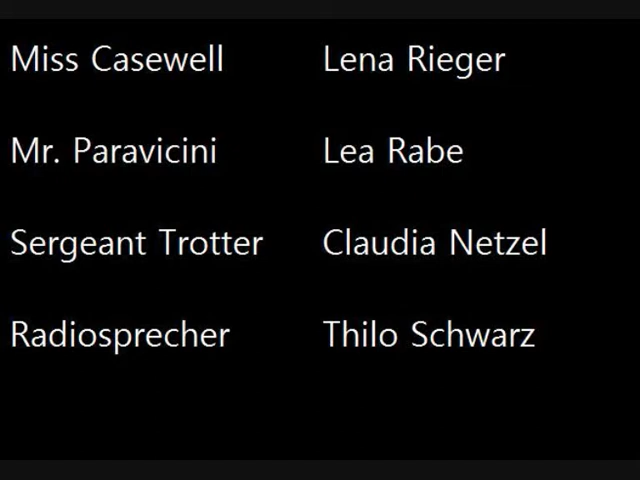 Miss Casewell Lena Rieger
Mr. Paravicini Lea Rabe
Sergeant Trotter Claudia Netzel
Radiosprecher Thilo Schwarz